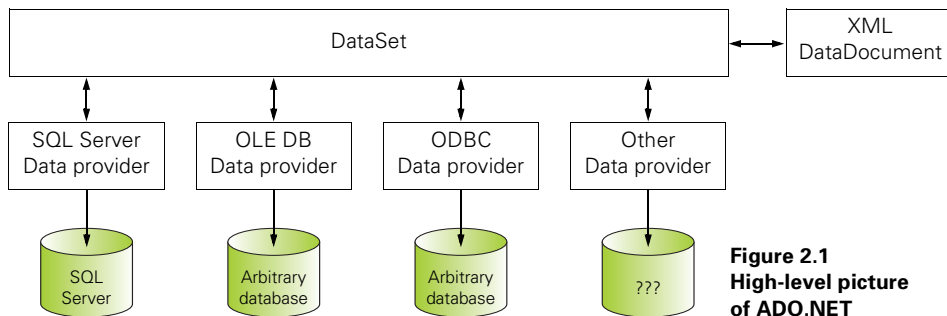 DataSet
XML
DataDocument
SQL Server
Data provider
OLE DB
Data provider
ODBC
Data provider
Other
Data provider
SQL
Server
Arbitrary
database
Arbitrary
database
???
Figure 2.1
High-level picture
of ADO.NET